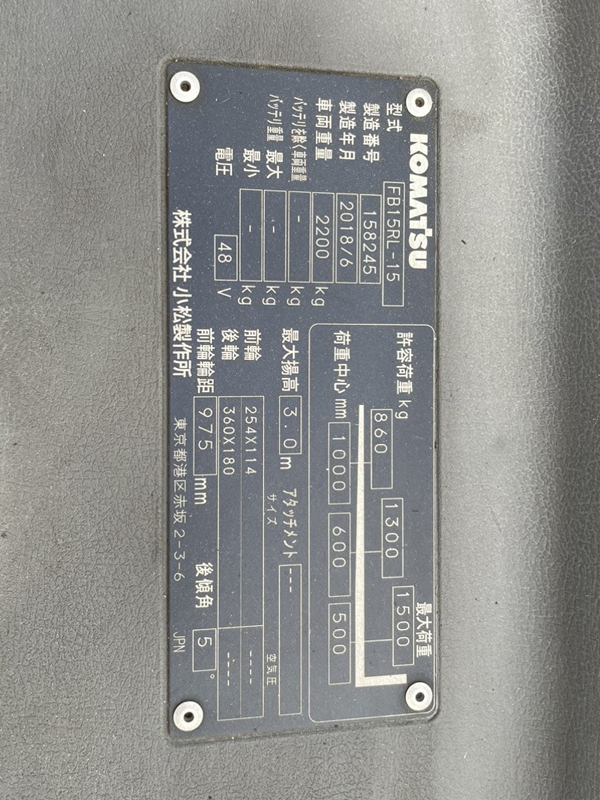 KOMATSU
型式 FB15RL-15
製造番号 158245
製造年月 2018/6
車両重量 2200 kg
バッテリを除く車両重量 - kg
バッテリ重量 最大 - kg
最小 - kg
電圧 48 V
株式会社 小松製作所
許容荷重 kg 860 1300 1500
最大荷重
荷重中心 mm 1000 600 500
最大揚高 3.0 m アタッチメント ---
サイズ 空気圧
前輪 254X114 ----
後輪 360X180 ----
前輪輪距 975 mm 後傾角 5 °
東京都港区赤坂2-3-6 JPN